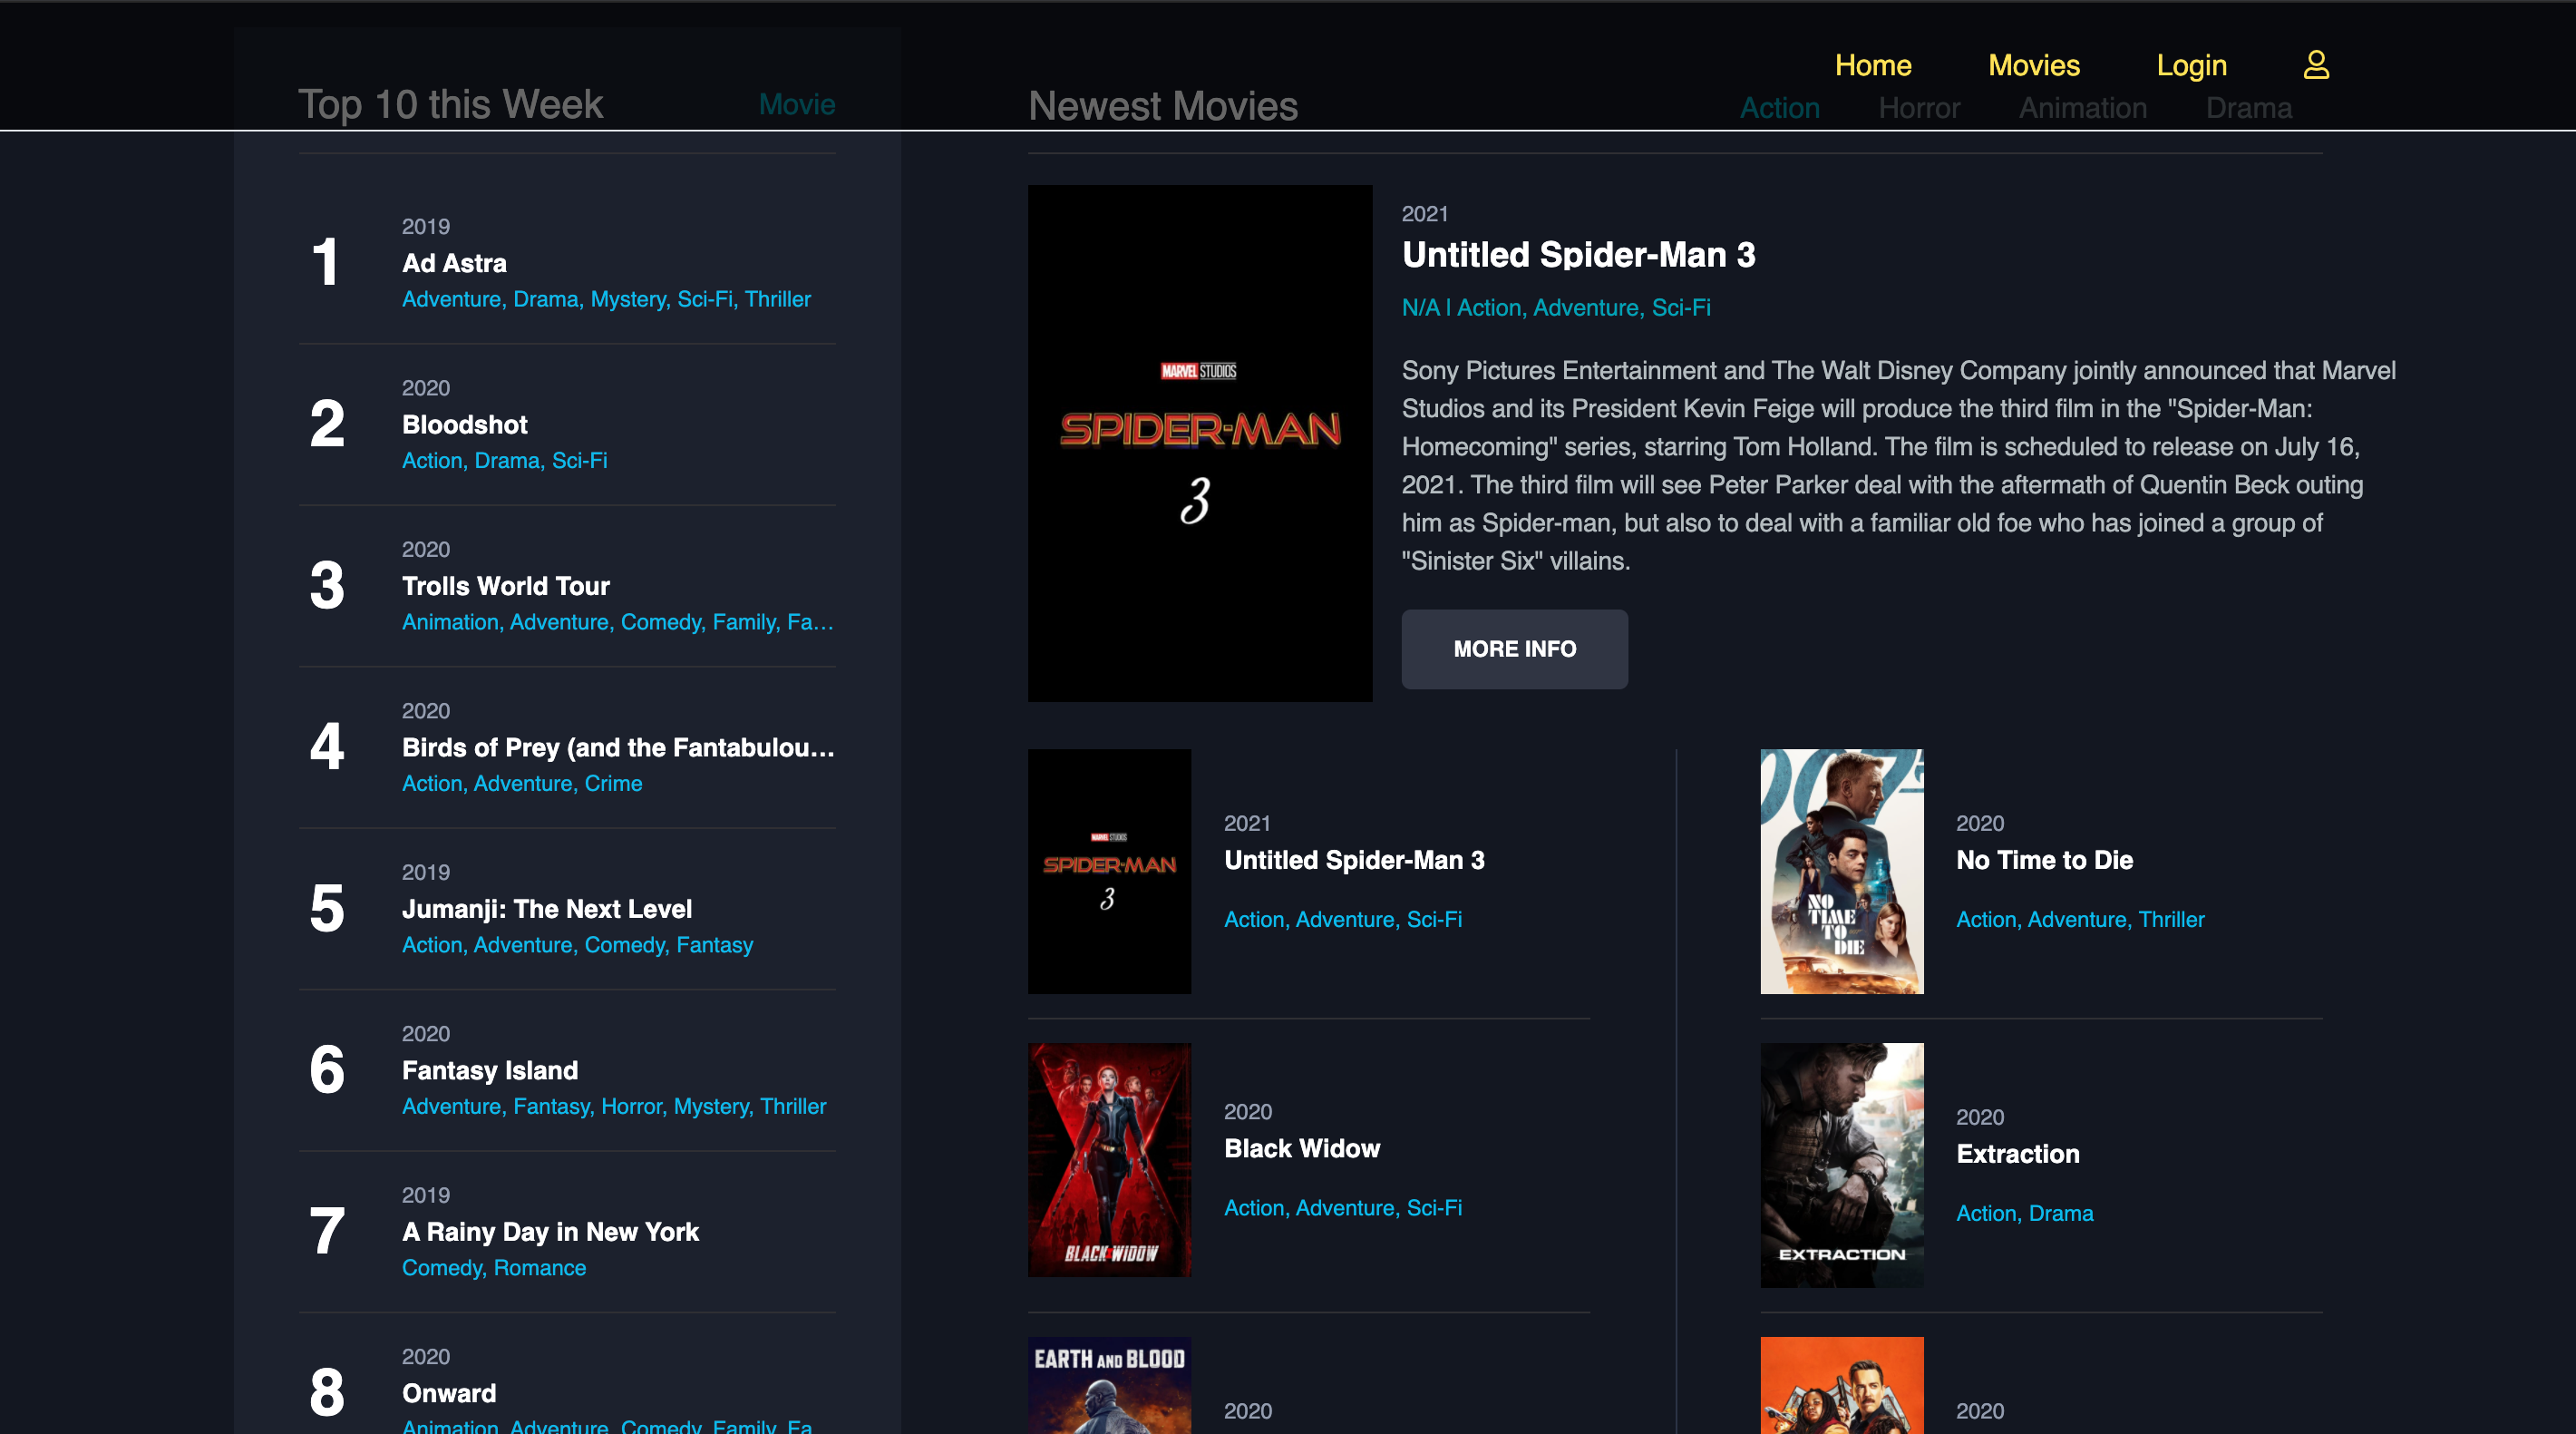 Home Movies Login
Top 10 this Week Movie
Newest Movies Action Horror Animation Drama
1
2019
Ad Astra
Adventure, Drama, Mystery, Sci-Fi, Thriller
2
2020
Bloodshot
Action, Drama, Sci-Fi
3
2020
Trolls World Tour
Animation, Adventure, Comedy, Family, Fa...
4
2020
Birds of Prey (and the Fantabulou...
Action, Adventure, Crime
5
2019
Jumanji: The Next Level
Action, Adventure, Comedy, Fantasy
6
2020
Fantasy Island
Adventure, Fantasy, Horror, Mystery, Thriller
7
2019
A Rainy Day in New York
Comedy, Romance
8
2020
Onward
Animation, Adventure, Comedy, Family, Fa
MARVEL STUDIOS
SPIDER-MAN
3
2021
Untitled Spider-Man 3
N/A | Action, Adventure, Sci-Fi
Sony Pictures Entertainment and The Walt Disney Company jointly announced that Marvel
Studios and its President Kevin Feige will produce the third film in the "Spider-Man:
Homecoming" series, starring Tom Holland. The film is scheduled to release on July 16,
2021. The third film will see Peter Parker deal with the aftermath of Quentin Beck outing
him as Spider-man, but also to deal with a familiar old foe who has joined a group of
"Sinister Six" villains.
MORE INFO
MARVEL STUDIOS
SPIDER-MAN
3
2021
Untitled Spider-Man 3
Action, Adventure, Sci-Fi
007
NO
TIME
TO
DIE
2020
No Time to Die
Action, Adventure, Thriller
BLACK WIDOW
2020
Black Widow
Action, Adventure, Sci-Fi
EXTRACTION
2020
Extraction
Action, Drama
EARTH AND BLOOD
2020
2020